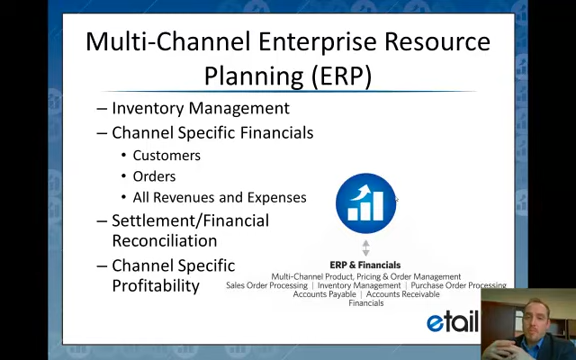 Multi-Channel Enterprise Resource
Planning (ERP)
– Inventory Management
– Channel Specific Financials
• Customers
• Orders
• All Revenues and Expenses
– Settlement/Financial
Reconciliation
– Channel Specific
Profitability
ERP & Financials
Multi-Channel Product, Pricing & Order Management
Sales Order Processing | Inventory Management | Purchase Order Processing
Accounts Payable | Accounts Receivable
Financials
etail